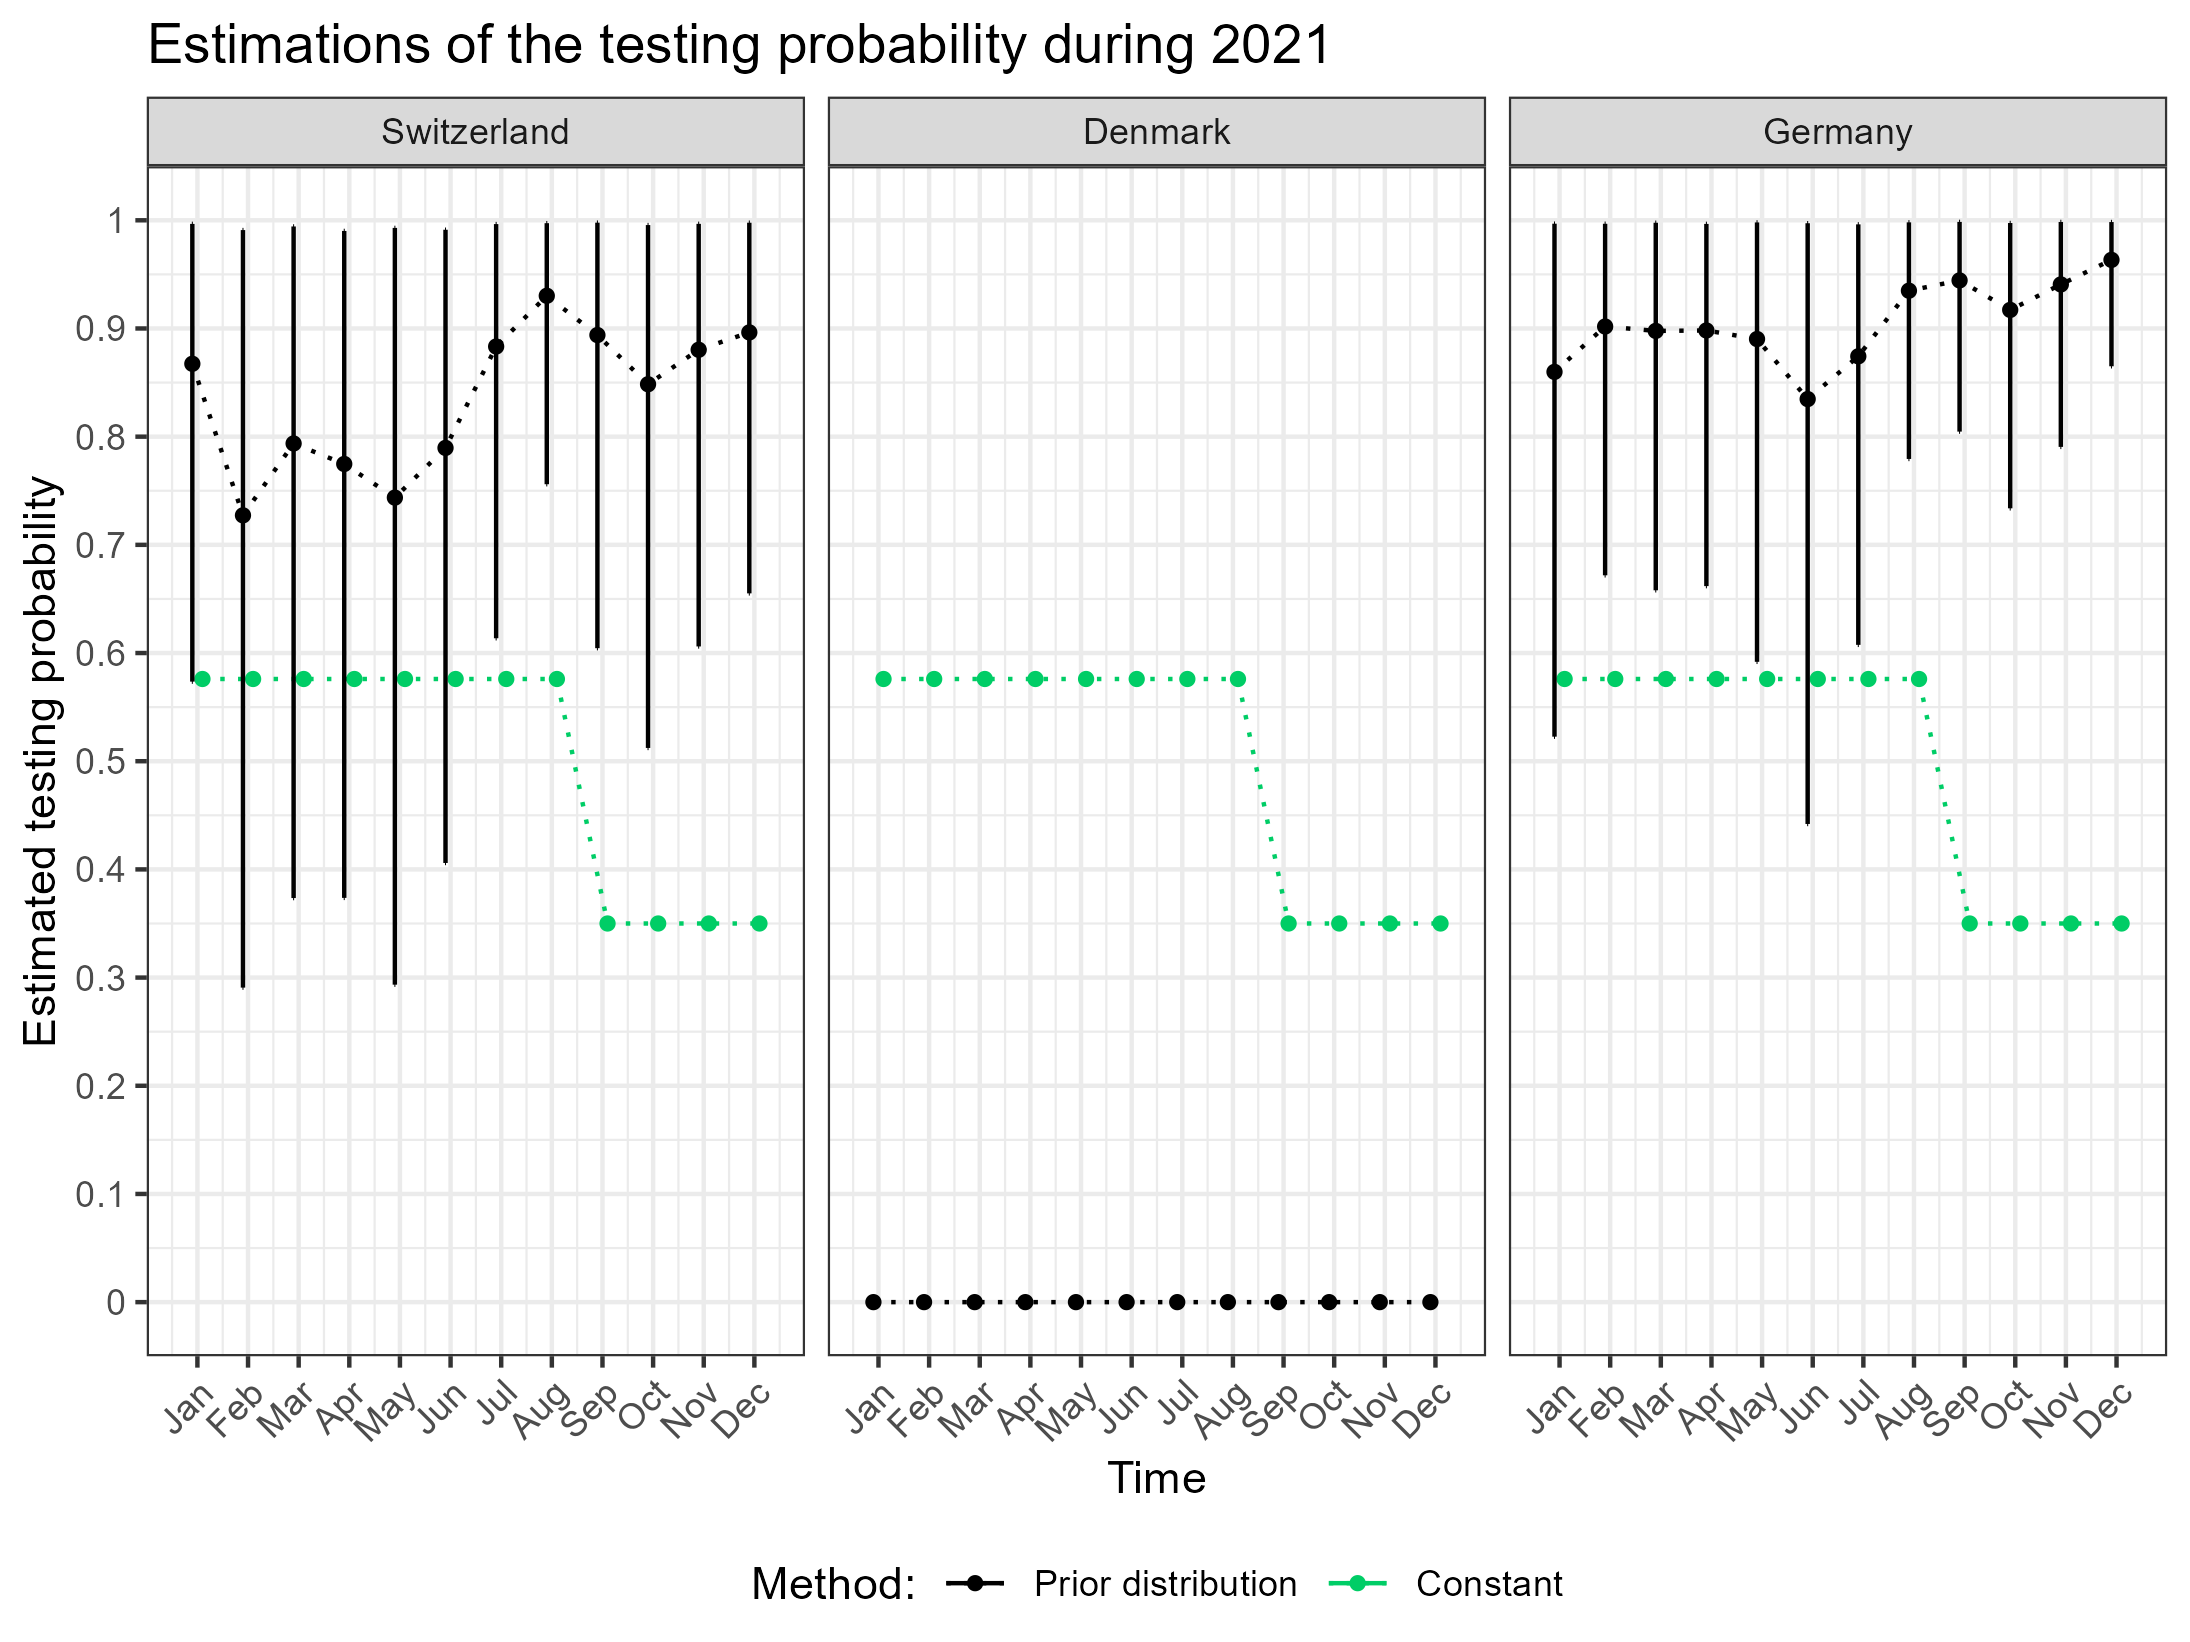 Estimations of the testing probability during 2021
Switzerland
Denmark
Germany
Estimated testing probability
1
0.9
0.8
0.7
0.6
0.5
0.4
0.3
0.2
0.1
0
Jan Feb Mar Apr May Jun Jul Aug Sep Oct Nov Dec
Jan Feb Mar Apr May Jun Jul Aug Sep Oct Nov Dec
Jan Feb Mar Apr May Jun Jul Aug Sep Oct Nov Dec
Time
Method: Prior distribution Constant